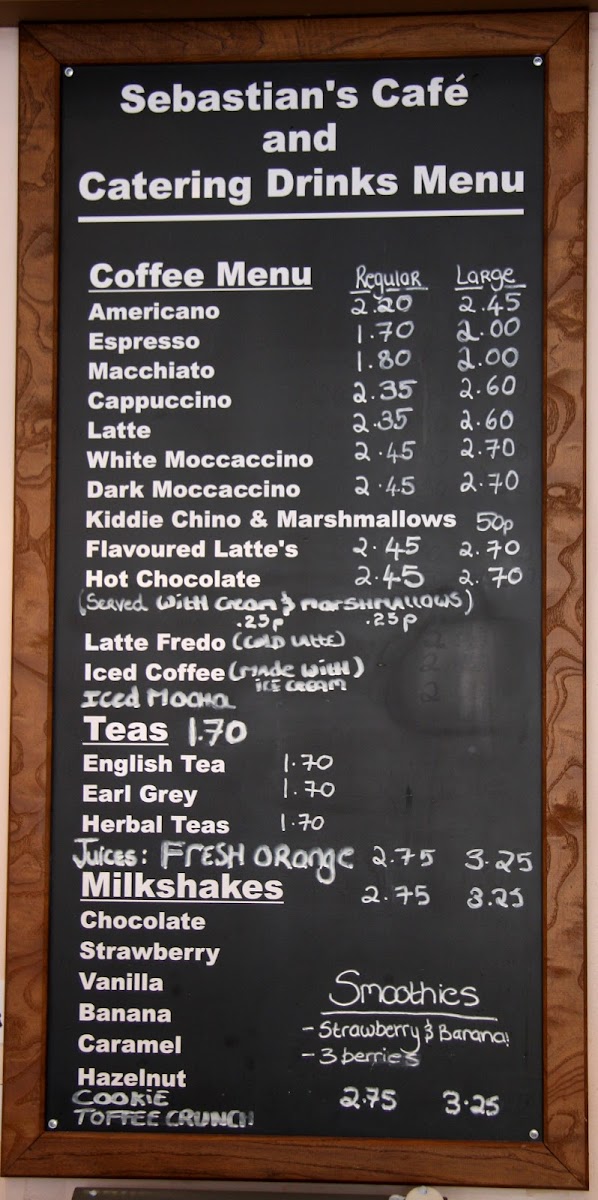 Sebastian's Café
and
Catering Drinks Menu
Coffee Menu Regular Large
Americano 2.20 2.45
Espresso 1.70 2.00
Macchiato 1.80 2.00
Cappuccino 2.35 2.60
Latte 2.35 2.60
White Moccaccino 2.45 2.70
Dark Moccaccino 2.45 2.70
Kiddie Chino & Marshmallows 50p
Flavoured Latte's 2.45 2.70
Hot Chocolate 2.45 2.70
(Served with cream & marshmallows)
.25p .25p
Latte Fredo (cold latte)
Iced Coffee (made with)
ice cream
Iced Mocha
Teas 1.70
English Tea 1.70
Earl Grey 1.70
Herbal Teas 1.70
Juices: FRESH ORange 2.75 3.25
Milkshakes 2.75 3.25
Chocolate
Strawberry
Vanilla
Banana
Caramel
Hazelnut
COOKIE
TOFFEE CRUNCH
Smoothies
- Strawberry & Banana!
- 3 berries
2.75 3.25